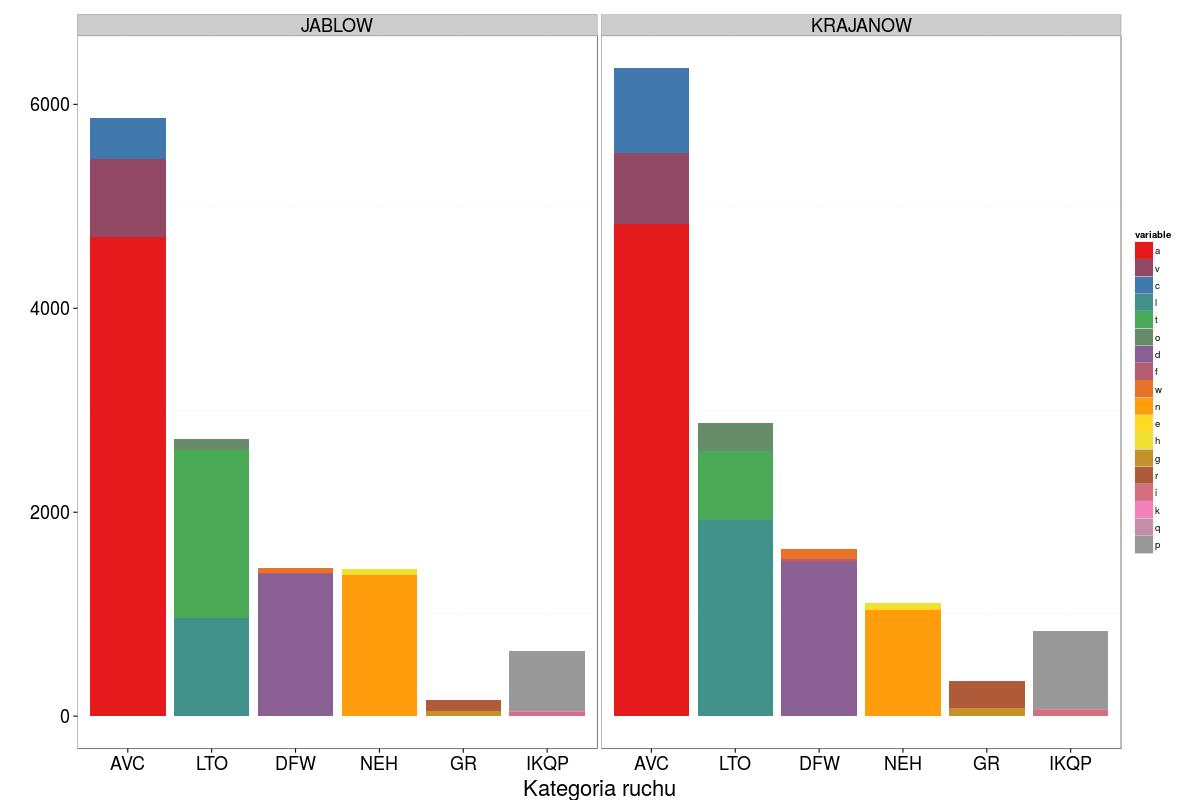 JABLOW KRAJANOW
6000
4000
2000
0
AVC LTO DFW NEH GR IKQP AVC LTO DFW NEH GR IKQP
Kategoria ruchu
variable
a
v
c
l
t
o
d
f
w
n
e
h
g
r
i
k
q
p